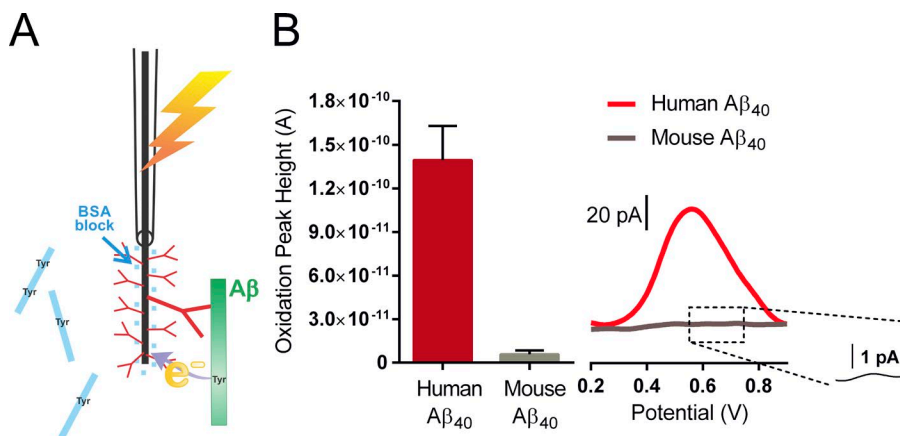 A
BSA
block
Tyr
Tyr
Tyr
Tyr
Aβ
e⁻
Tyr
B
Oxidation Peak Height (A)
1.8×10⁻¹⁰
1.5×10⁻¹⁰
1.2×10⁻¹⁰
9.0×10⁻¹¹
6.0×10⁻¹¹
3.0×10⁻¹¹
0
Human
Aβ₄₀
Mouse
Aβ₄₀
Human Aβ₄₀
Mouse Aβ₄₀
20 pA
1 pA
0.2 0.4 0.6 0.8
Potential (V)